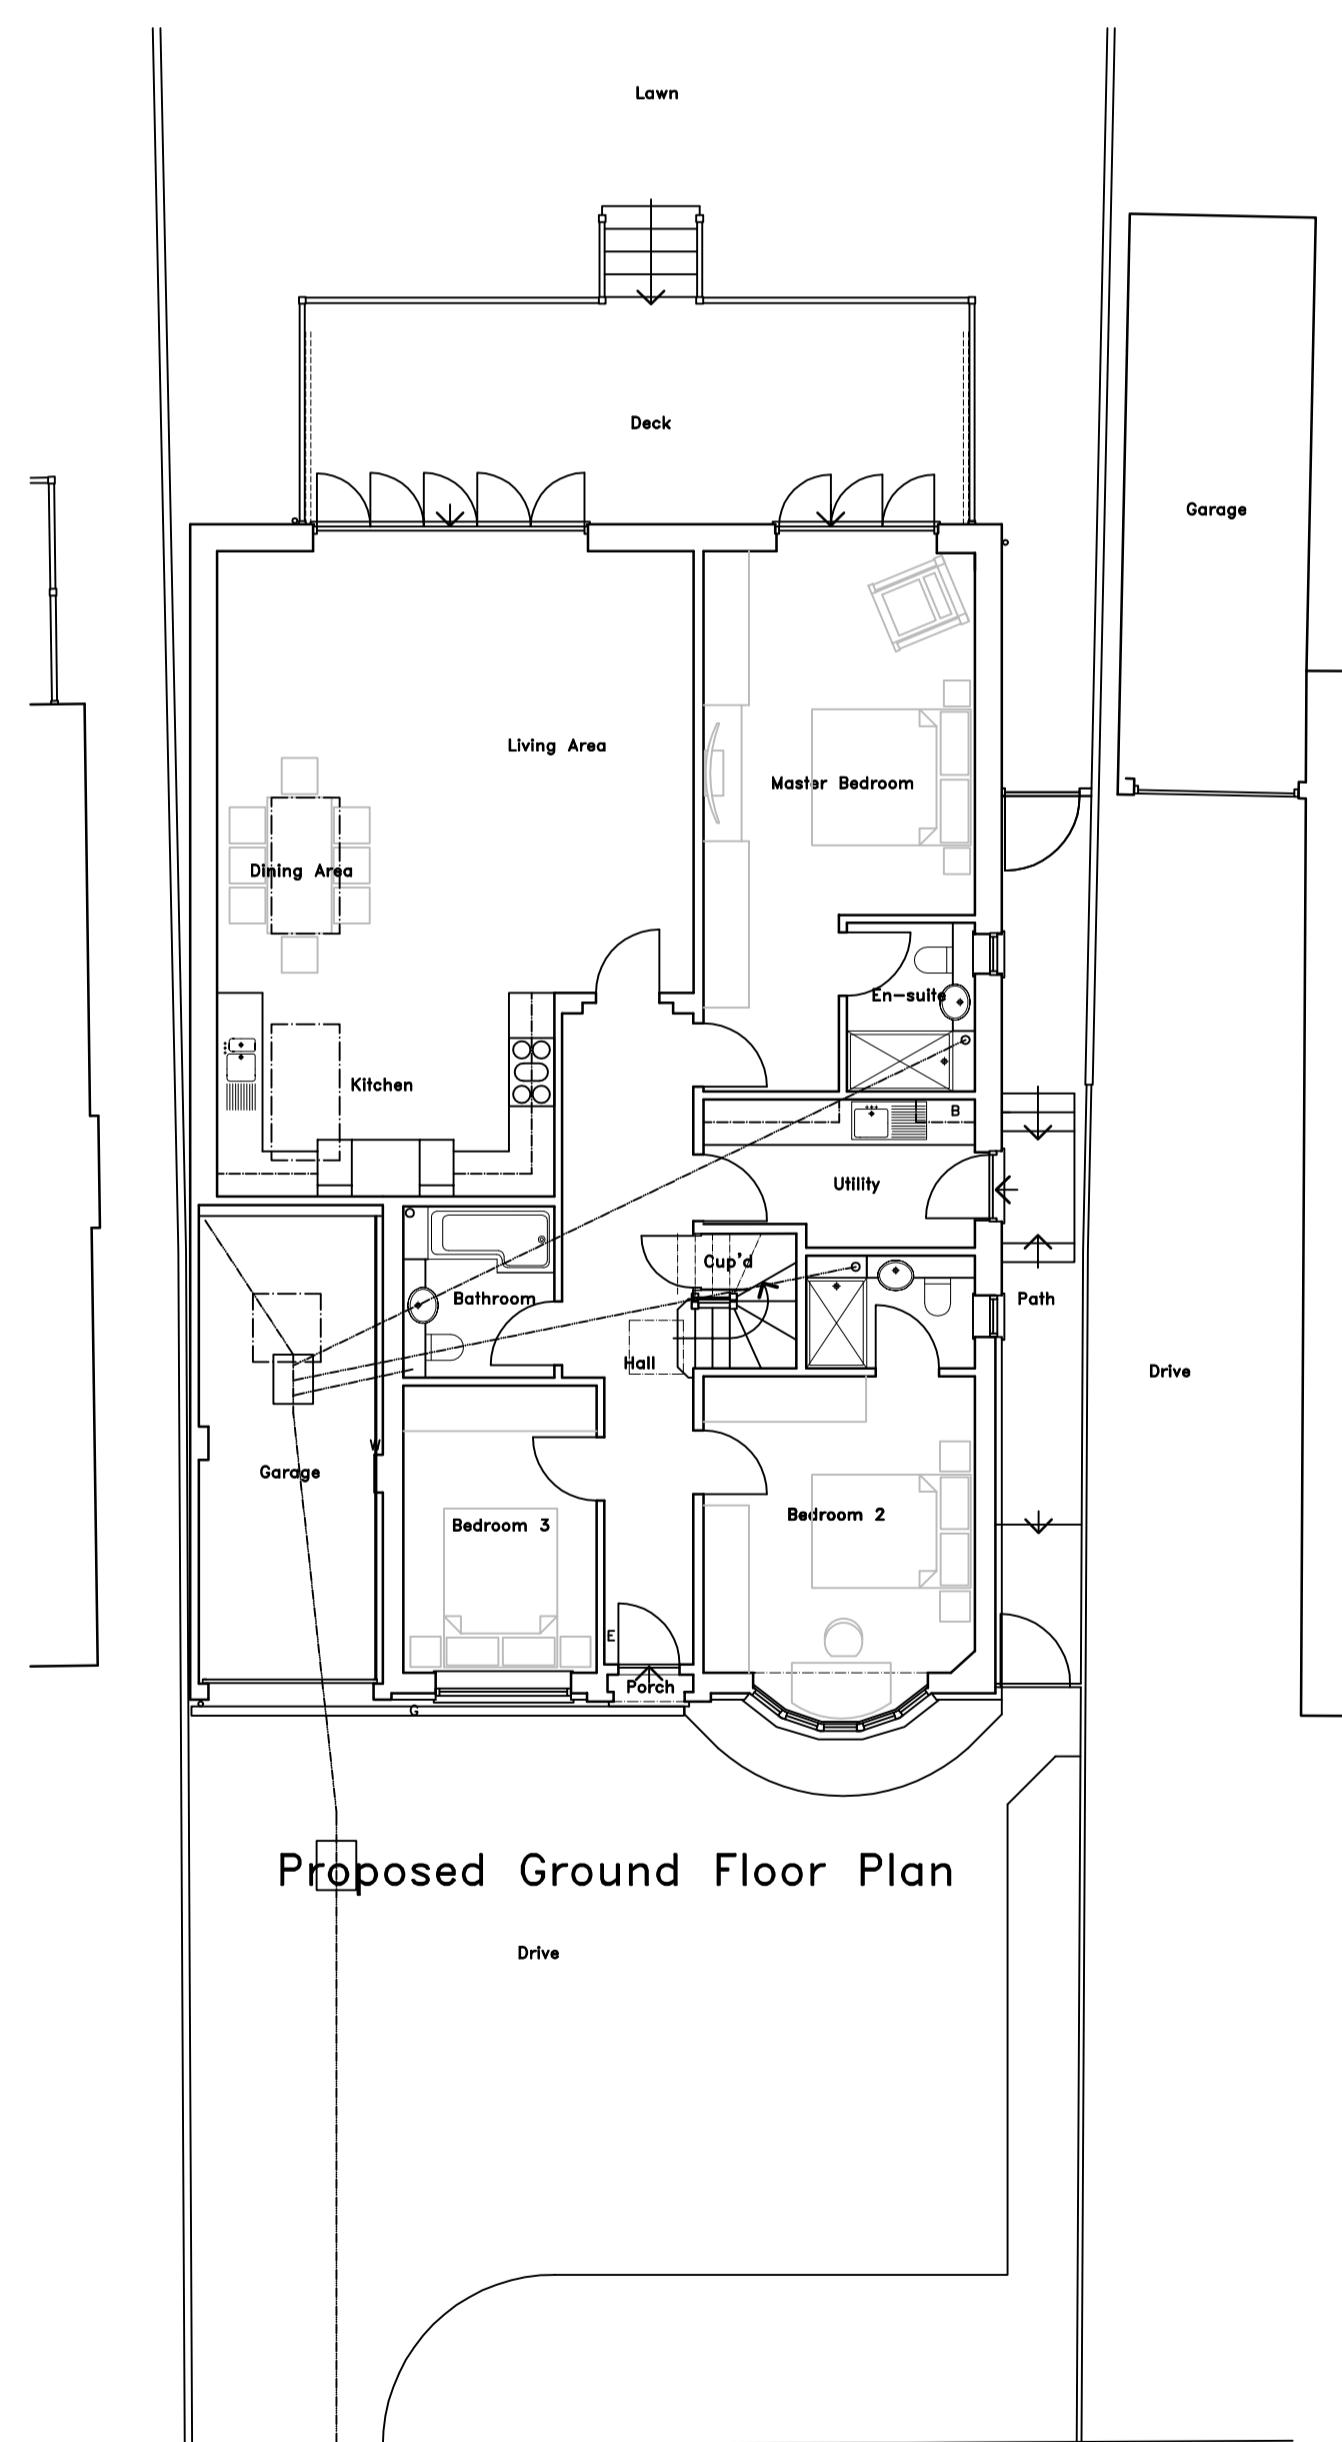 Lawn
Deck
Garage
Living Area
Master Bedroom
Dining Area
En-suite
Kitchen
B
Utility
Cup'd
Bathroom
Path
Hall
Drive
W
Garage
Bedroom 2
Bedroom 3
E
Porch
G
Proposed Ground Floor Plan
Drive